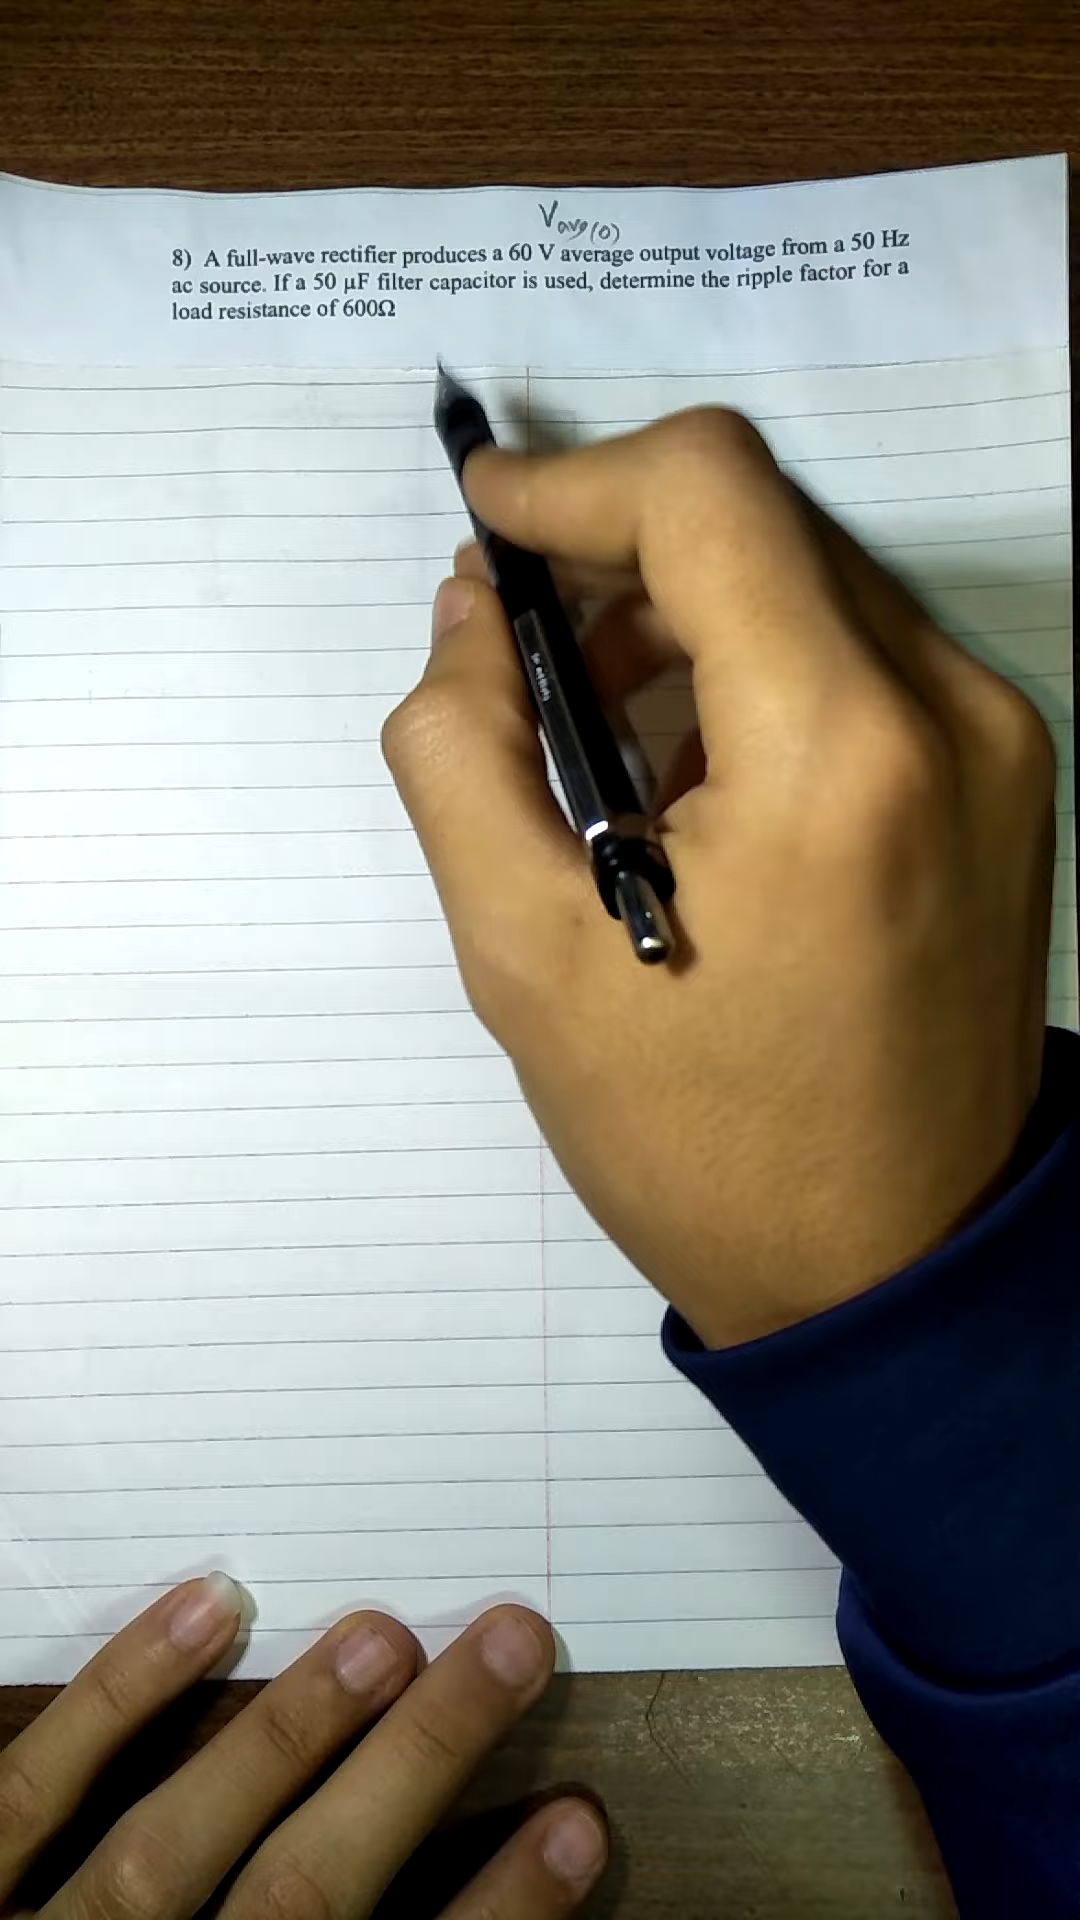 Vavg(o)
8) A full-wave rectifier produces a 60 V average output voltage from a 50 Hz
ac source. If a 50 µF filter capacitor is used, determine the ripple factor for a
load resistance of 600Ω